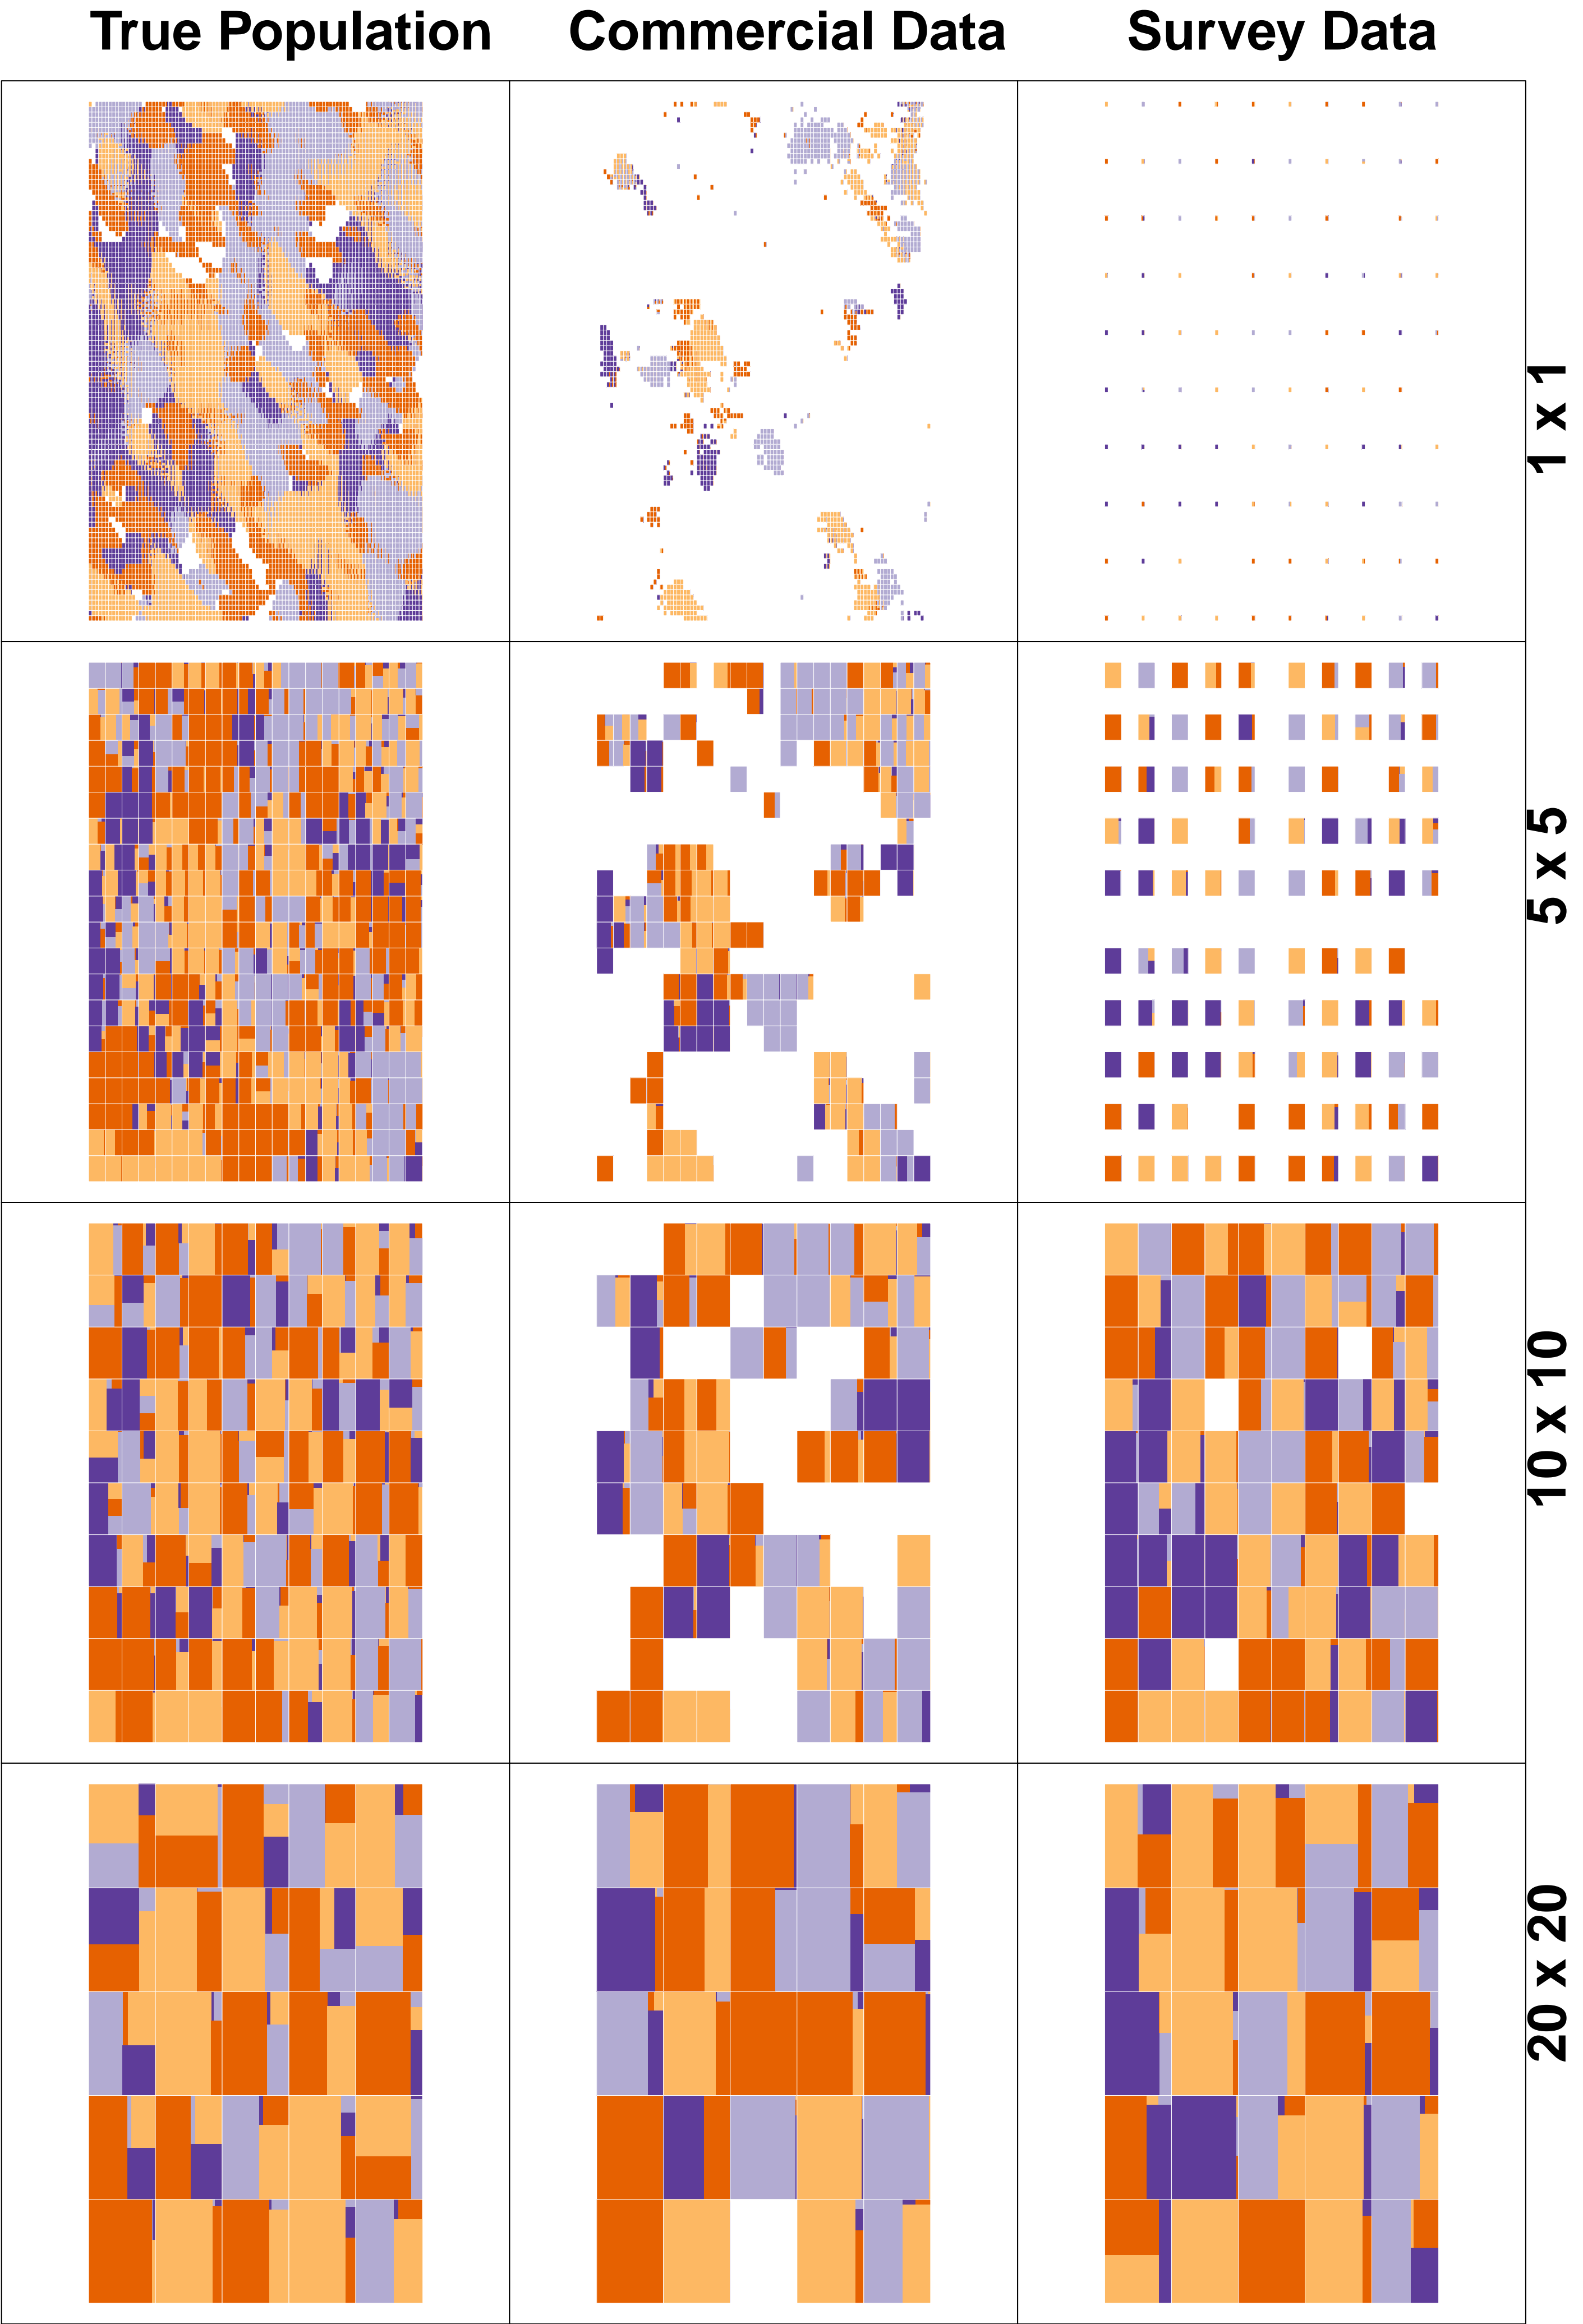 True Population
Commercial Data
Survey Data
1 x 1
5 x 5
10 x 10
20 x 20